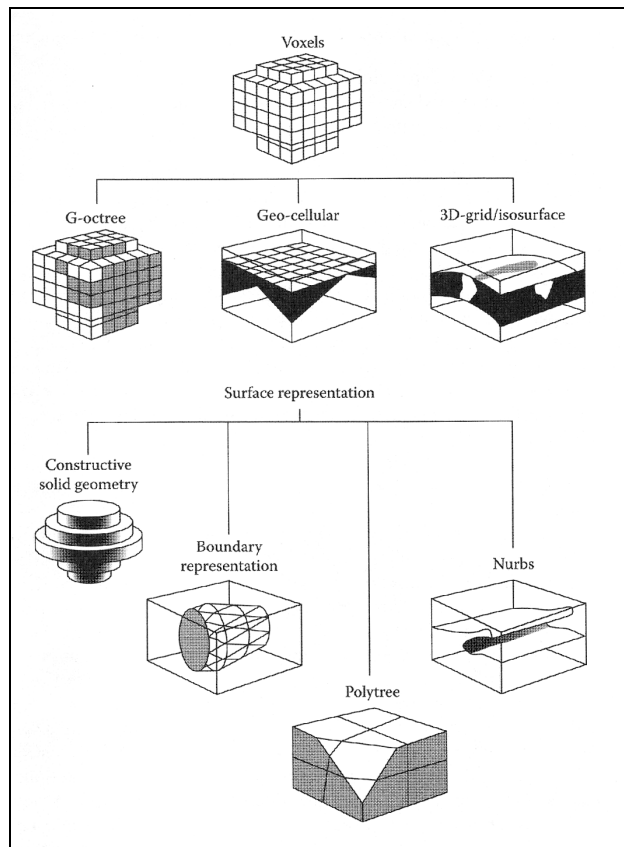 Voxels
G-octree
Geo-cellular
3D-grid/isosurface
Surface representation
Constructive
solid geometry
Boundary
representation
Nurbs
Polytree